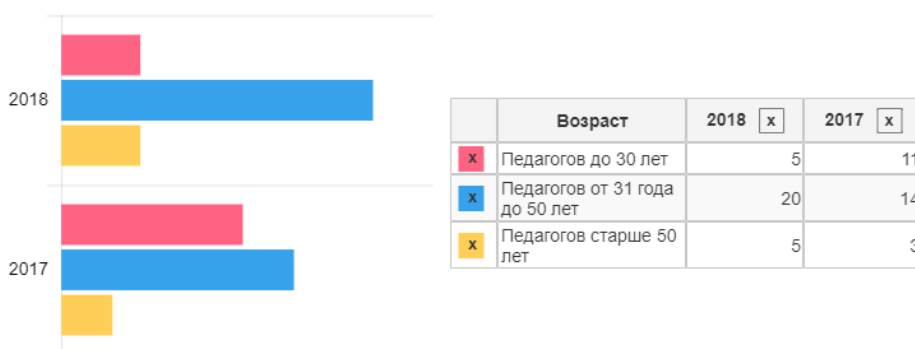 2018
2017
Возраст 2018 x 2017 x
x Педагогов до 30 лет 5 11
x Педагогов от 31 года
до 50 лет 20 14
x Педагогов старше 50
лет 5 3